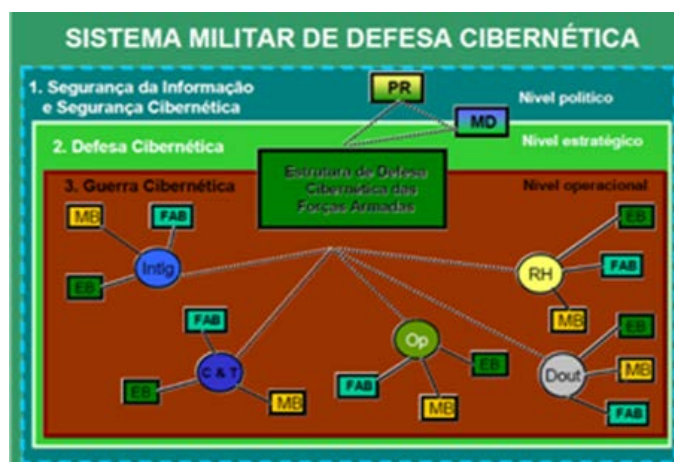 SISTEMA MILITAR DE DEFESA CIBERNÉTICA
1. Segurança da Informação
e Segurança Cibernética
PR
Nivel político
MD
2. Defesa Cibernética
Nível estratégico
Estrutura de Defesa
Cibernética das
Forças Armadas
3. Guerra Cibernética
Nivel operacional
MB
FAB
Intlg
EB
EB
RH
FAB
MB
FAB
C & T
EB
MB
Op
EB
FAB
MB
EB
Dout
MB
FAB